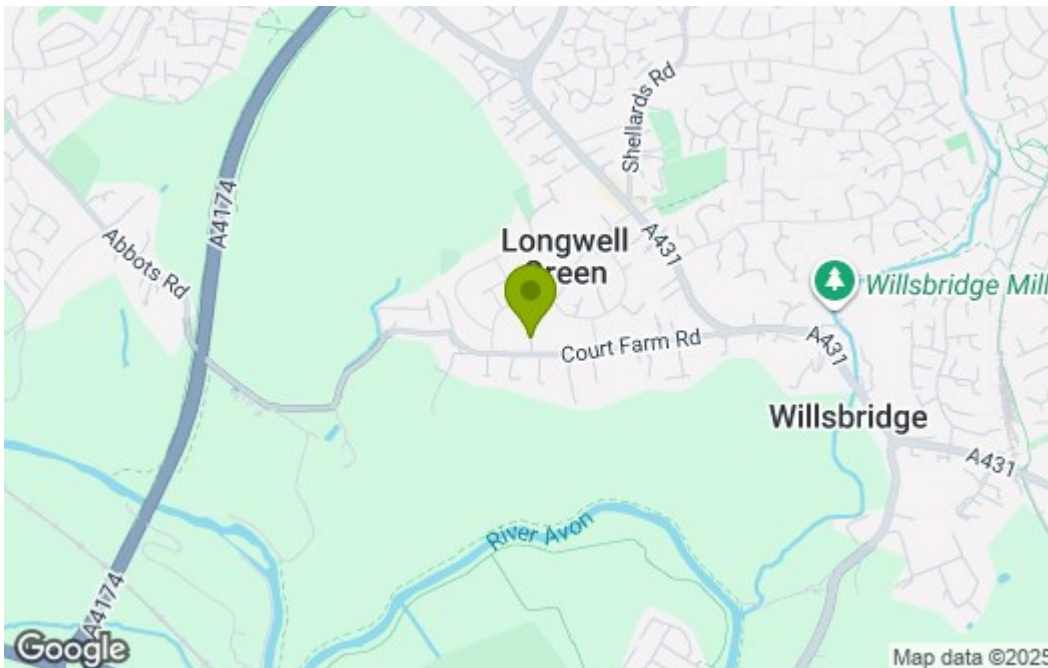 Shellards Rd
A4174
Abbots Rd
A431
Longwell
Green
Willsbridge Mill
Court Farm Rd
A431
Willsbridge
A431
River Avon
A4174
Google
Map data ©2025